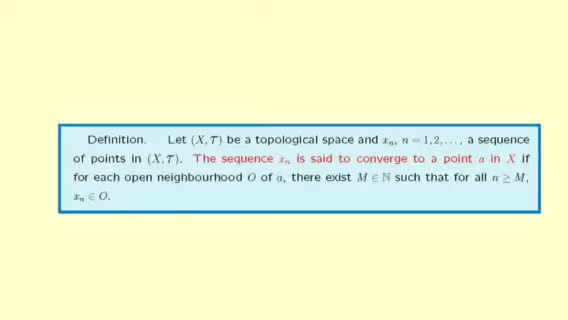 Definition. Let (X, 𝒯) be a topological space and xₙ, n = 1, 2, . . . , a sequence
of points in (X, 𝒯). The sequence xₙ is said to converge to a point a in X if
for each open neighbourhood O of a, there exist M ∈ ℕ such that for all n ≥ M,
xₙ ∈ O.